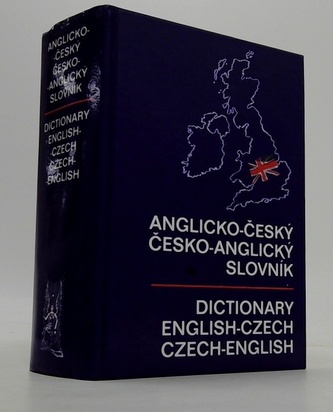 ANGLICKO-
ČESKÝ
ČESKO-
-ANGLICKÝ
SLOVNÍK
DICTIONARY
ENGLISH-
-CZECH
CZECH-
-ENGLISH
ANGLICKO-ČESKÝ
ČESKO-ANGLICKÝ
SLOVNÍK
DICTIONARY
ENGLISH-CZECH
CZECH-ENGLISH